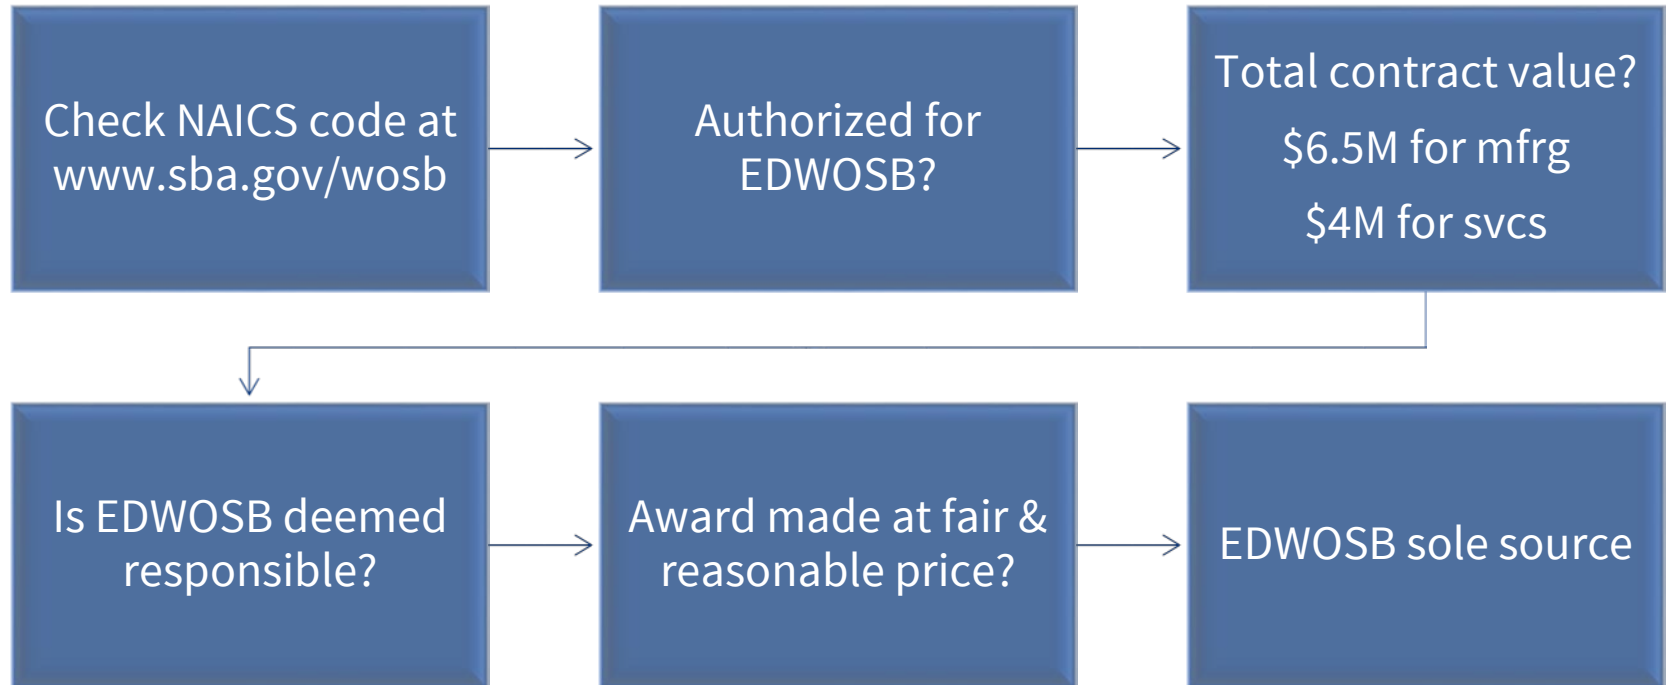 Check NAICS code at
www.sba.gov/wosb
Authorized for
EDWOSB?
Total contract value?
$6.5M for mfrg
$4M for svcs
Is EDWOSB deemed
responsible?
Award made at fair &
reasonable price?
EDWOSB sole source